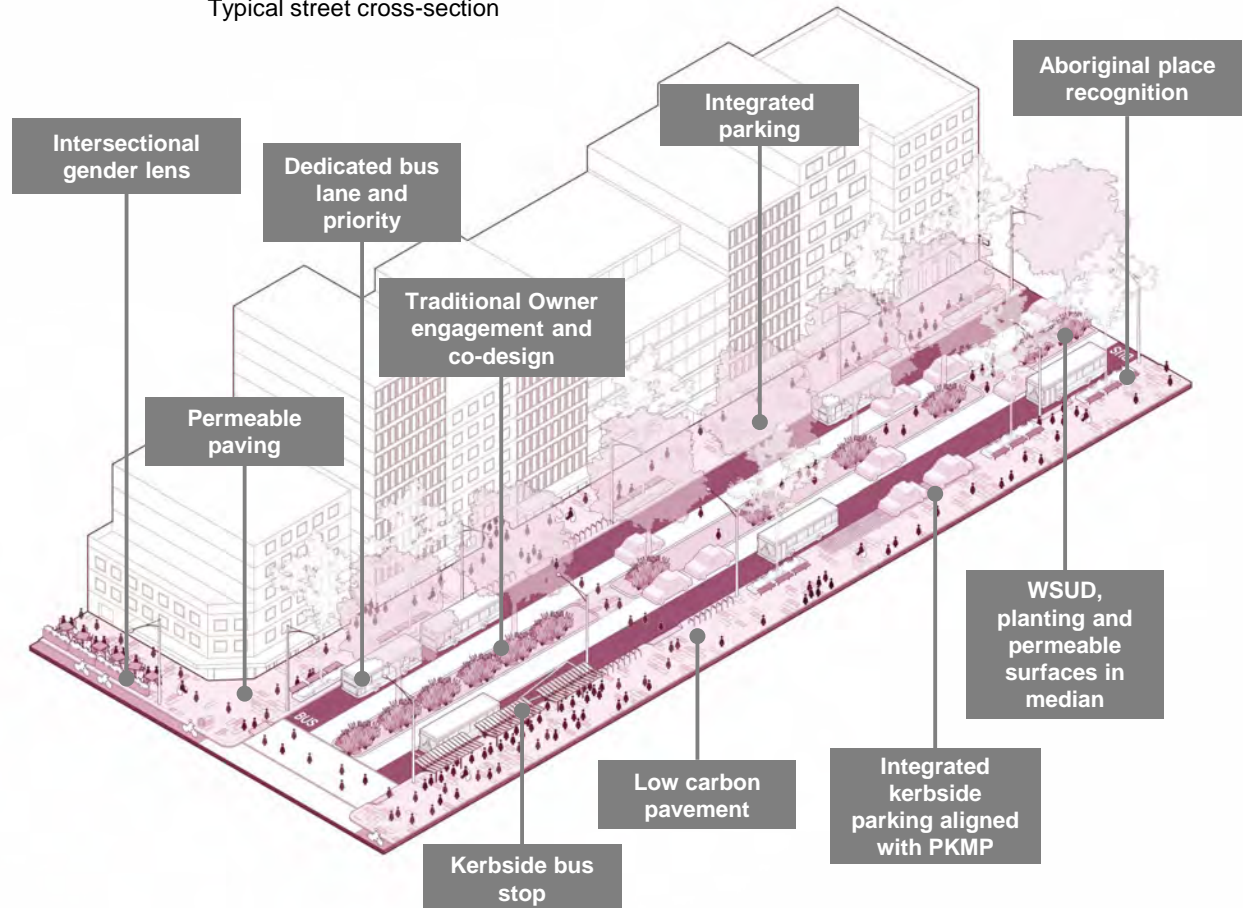 Typical street cross-section
Aboriginal place
recognition
Integrated
parking
Intersectional
gender lens
Dedicated bus
lane and
priority
Traditional Owner
engagement and
co-design
Permeable
paving
WSUD,
planting and
permeable
surfaces in
median
Low carbon
pavement
Integrated
kerbside
parking aligned
with PKMP
Kerbside bus
stop
BUS